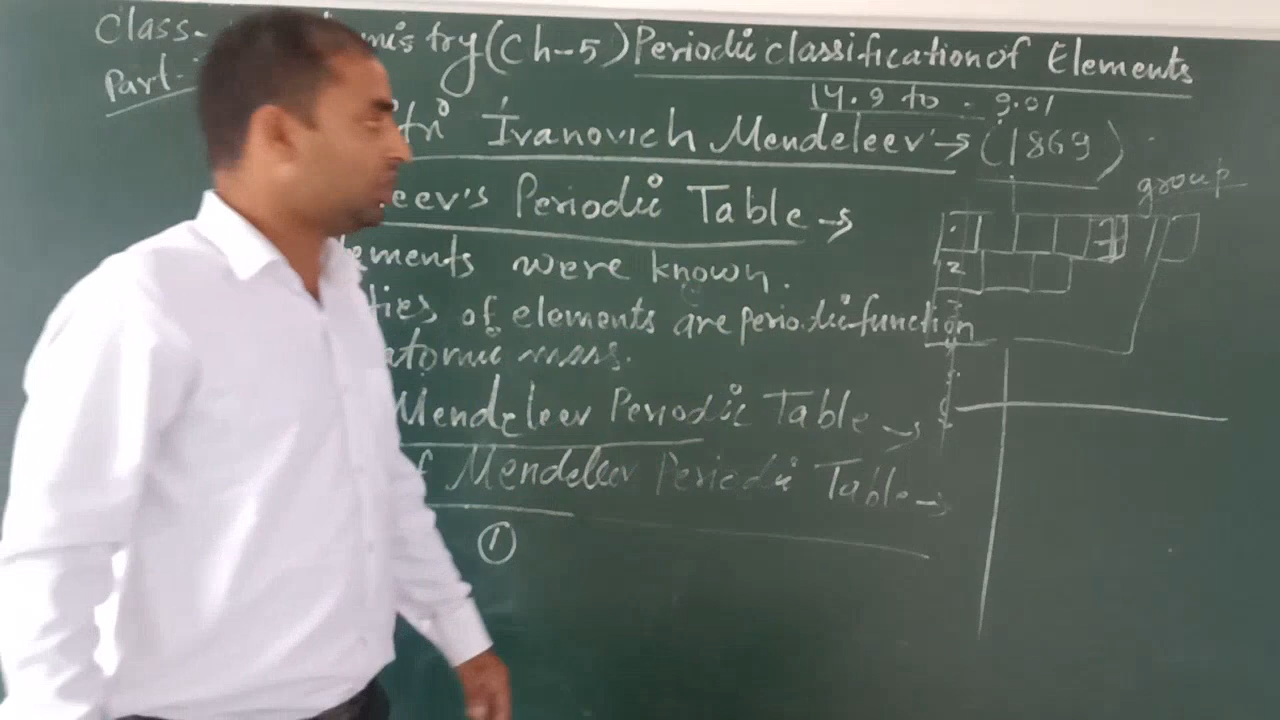 Class- mistry (Ch-5) Periodic classification of Elements
Part-
14.9 to 9.01
tri Ivanovich Mendeleev's → (1869)
group
eev's Periodic Table →
1
ements were known.
2
ties of elements are periodic function
atomic mass.
Mendeleev Periodic Table →
f Mendeleev Periodic Table →
①